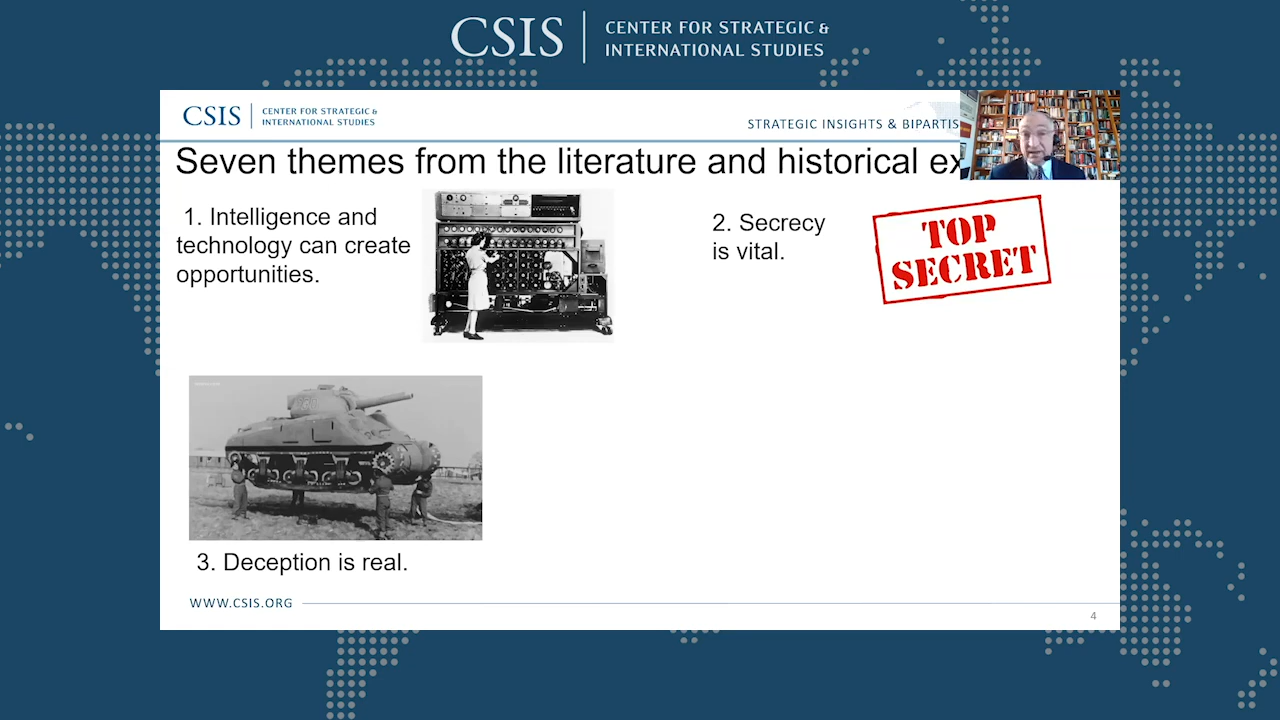 CSIS
CENTER FOR STRATEGIC &
INTERNATIONAL STUDIES
CSIS
CENTER FOR STRATEGIC &
INTERNATIONAL STUDIES
STRATEGIC INSIGHTS & BIPARTIS
Seven themes from the literature and historical ex
1. Intelligence and
technology can create
opportunities.
2. Secrecy
is vital.
TOP
SECRET
3. Deception is real.
WWW.CSIS.ORG
4